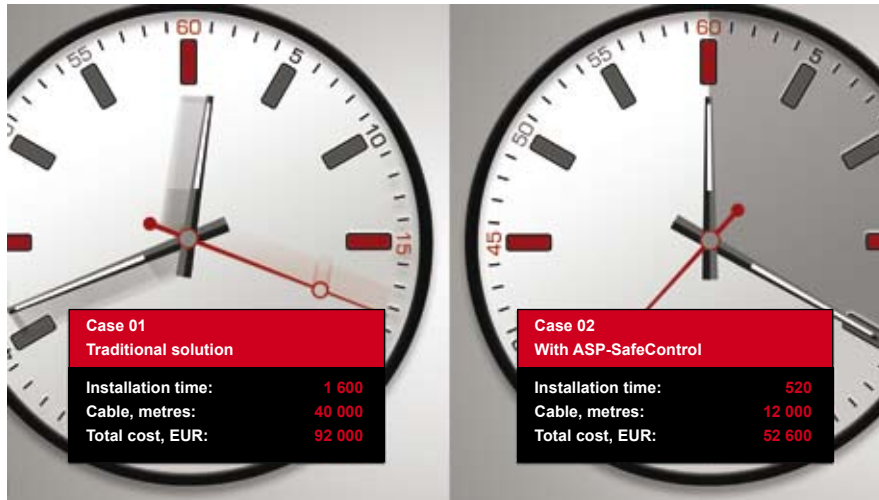 60
5
10
15
55
Case 01
Traditional solution
Installation time: 1 600
Cable, metres: 40 000
Total cost, EUR: 92 000
60
5
55
50
45
Case 02
With ASP-SafeControl
Installation time: 520
Cable, metres: 12 000
Total cost, EUR: 52 600